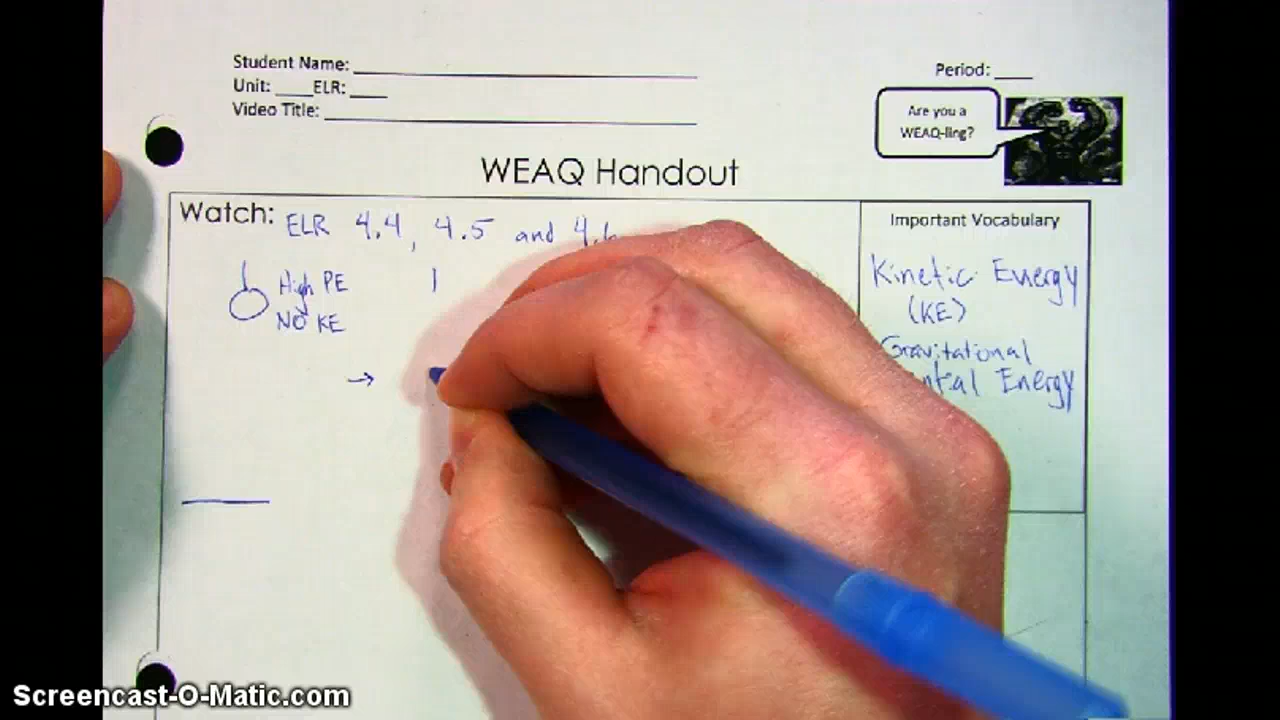 Student Name:
Period:
Unit: ELR:
Video Title:
Are you a
WEAQ-ling?
WEAQ Handout
Watch: ELR 4.4, 4.5 and
High PE
NO KE
Important Vocabulary
Kinetic Energy
(KE)
Gravitational
Energy
Screencast-O-Matic.com